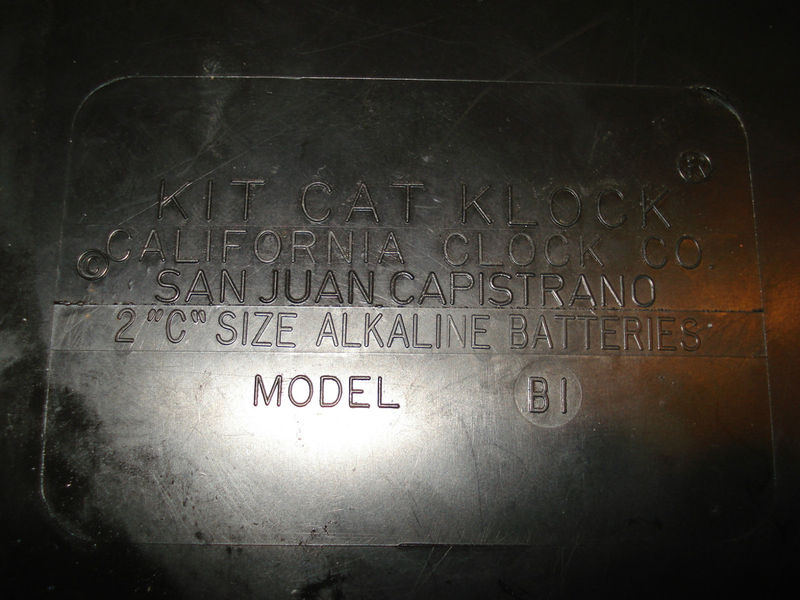 KIT CAT KLOCK ®
© CALIFORNIA CLOCK CO.
SAN JUAN CAPISTRANO
2 "C" SIZE ALKALINE BATTERIES
MODEL B1